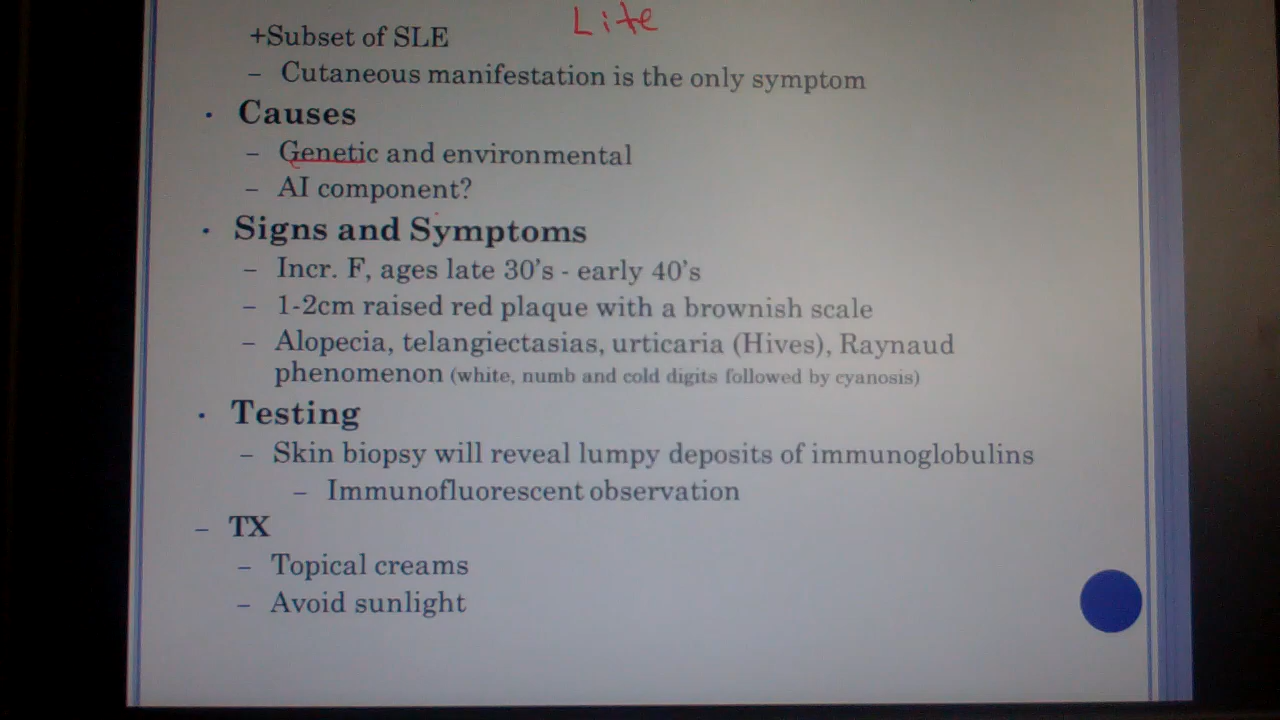 Lite
+Subset of SLE
– Cutaneous manifestation is the only symptom
• Causes
– Genetic and environmental
– AI component?
• Signs and Symptoms
– Incr. F, ages late 30's - early 40's
– 1-2cm raised red plaque with a brownish scale
– Alopecia, telangiectasias, urticaria (Hives), Raynaud
phenomenon (white, numb and cold digits followed by cyanosis)
• Testing
– Skin biopsy will reveal lumpy deposits of immunoglobulins
– Immunofluorescent observation
– TX
– Topical creams
– Avoid sunlight